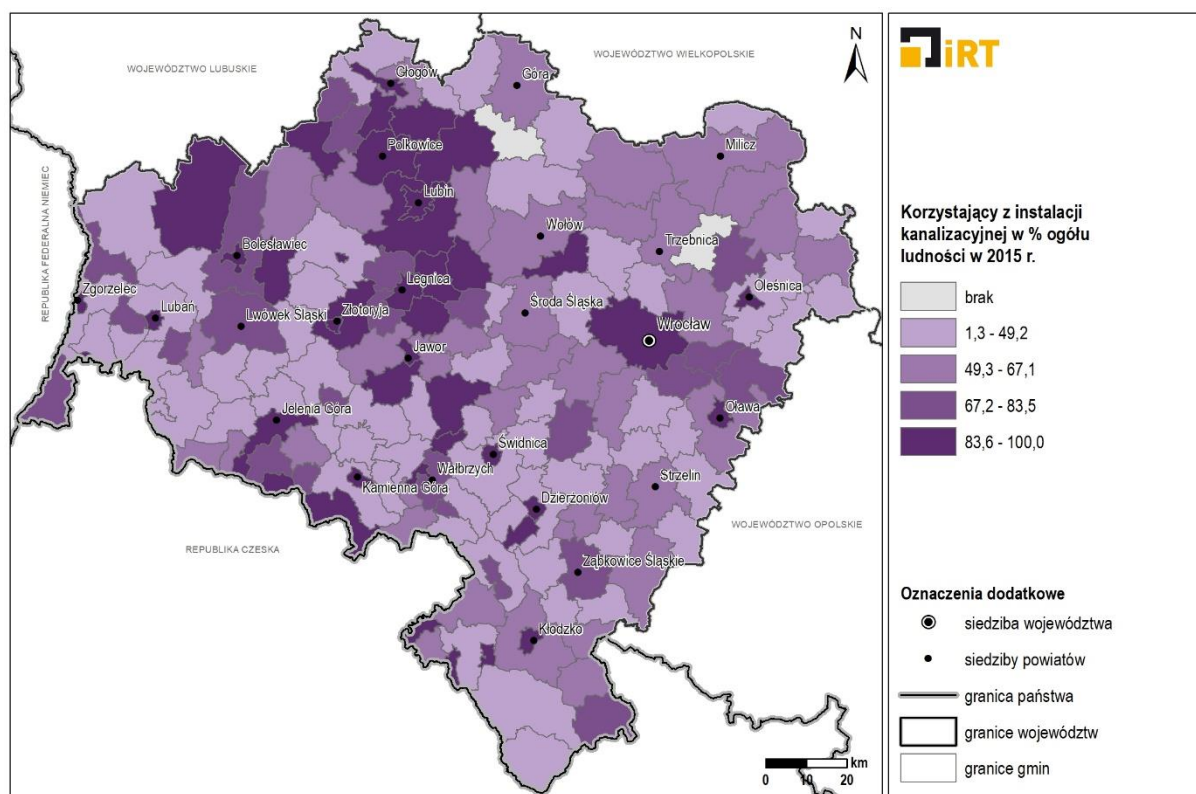 WOJEWÓDZTWO LUBUSKIE
WOJEWÓDZTWO WIELKOPOLSKIE
N
Głogów
Góra
Polkowice
Milicz
Lubin
REPUBLIKA FEDERALNA NIEMIEC
Bolesławiec
Wołów
Trzebnica
Zgorzelec
Legnica
Oleśnica
Lubań
Lwówek Śląski
Złotoryja
Środa Śląska
Wrocław
Jawor
Jelenia Góra
Oława
Świdnica
Kamienna Góra
Wałbrzych
Strzelin
Dzierżoniów
WOJEWÓDZTWO OPOLSKIE
REPUBLIKA CZESKA
Ząbkowice Śląskie
Kłodzko
km
0 10 20
iRT
Korzystający z instalacji
kanalizacyjnej w % ogółu
ludności w 2015 r.
brak
1,3 - 49,2
49,3 - 67,1
67,2 - 83,5
83,6 - 100,0
Oznaczenia dodatkowe
siedziba województwa
siedziby powiatów
granica państwa
granice województw
granice gmin